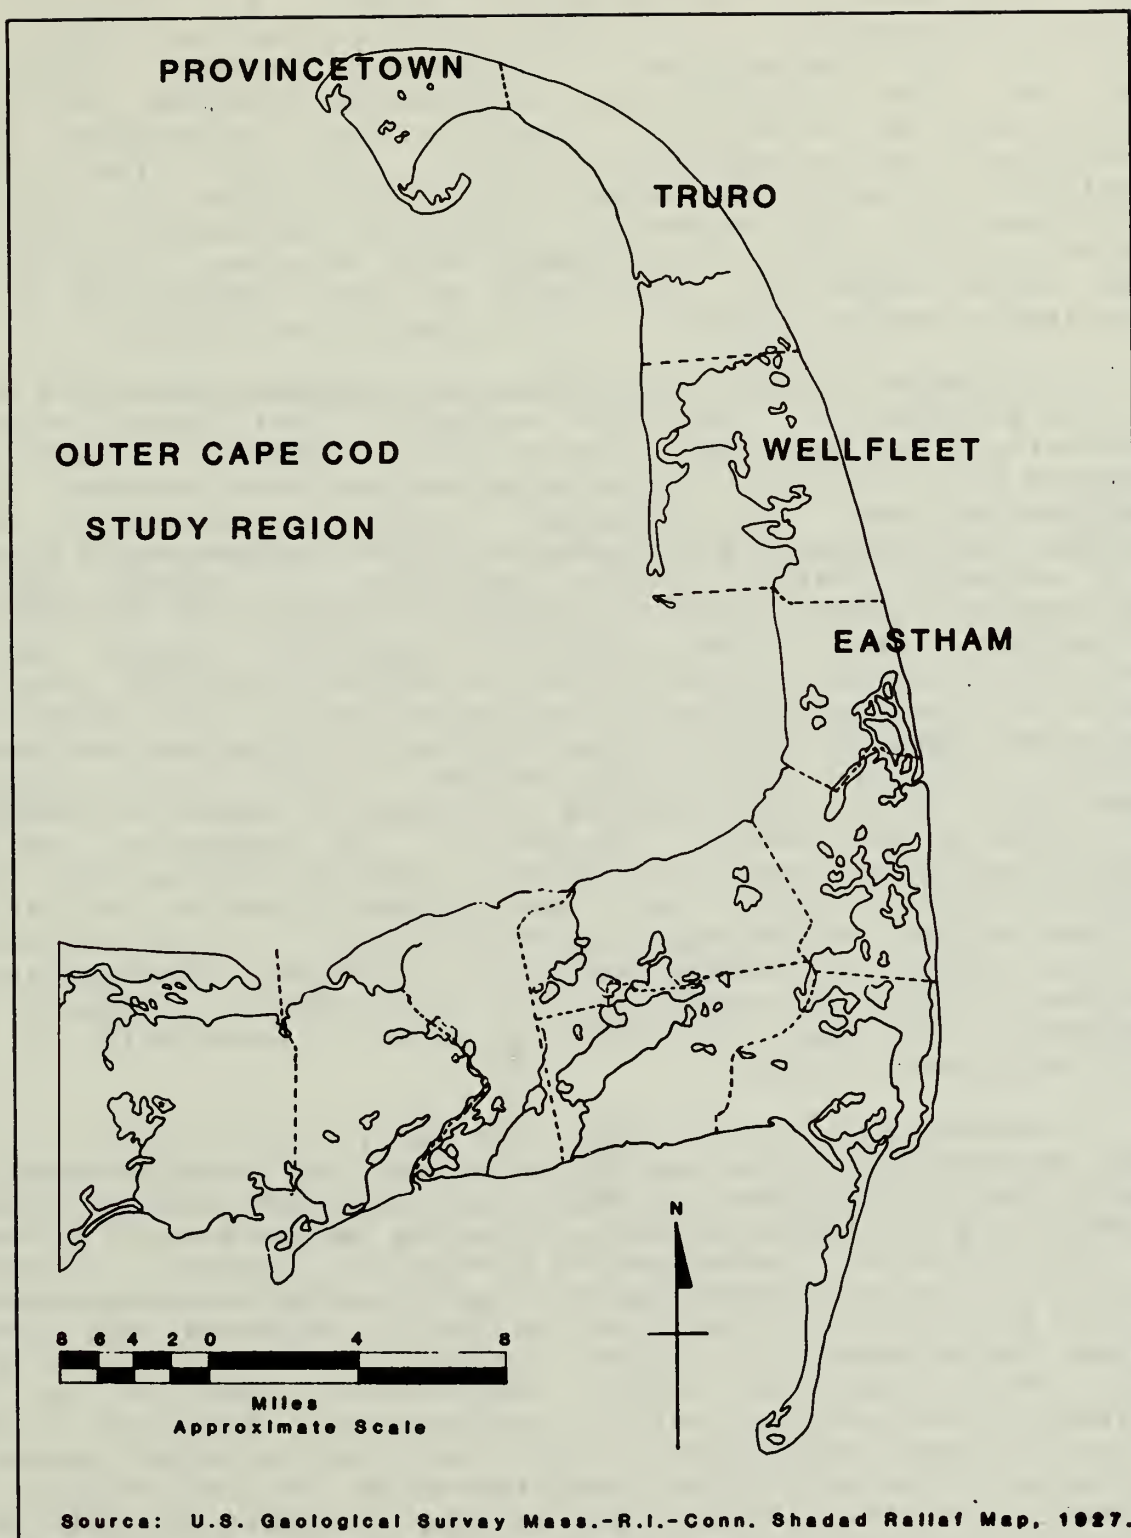 PROVINCETOWN
TRURO
OUTER CAPE COD
STUDY REGION
WELLFLEET
EASTHAM
N
8 6 4 2 0 4 8
Miles
Approximate Scale
Source: U.S. Geological Survey Mass.-R.I.-Conn. Shaded Relief Map, 1927.